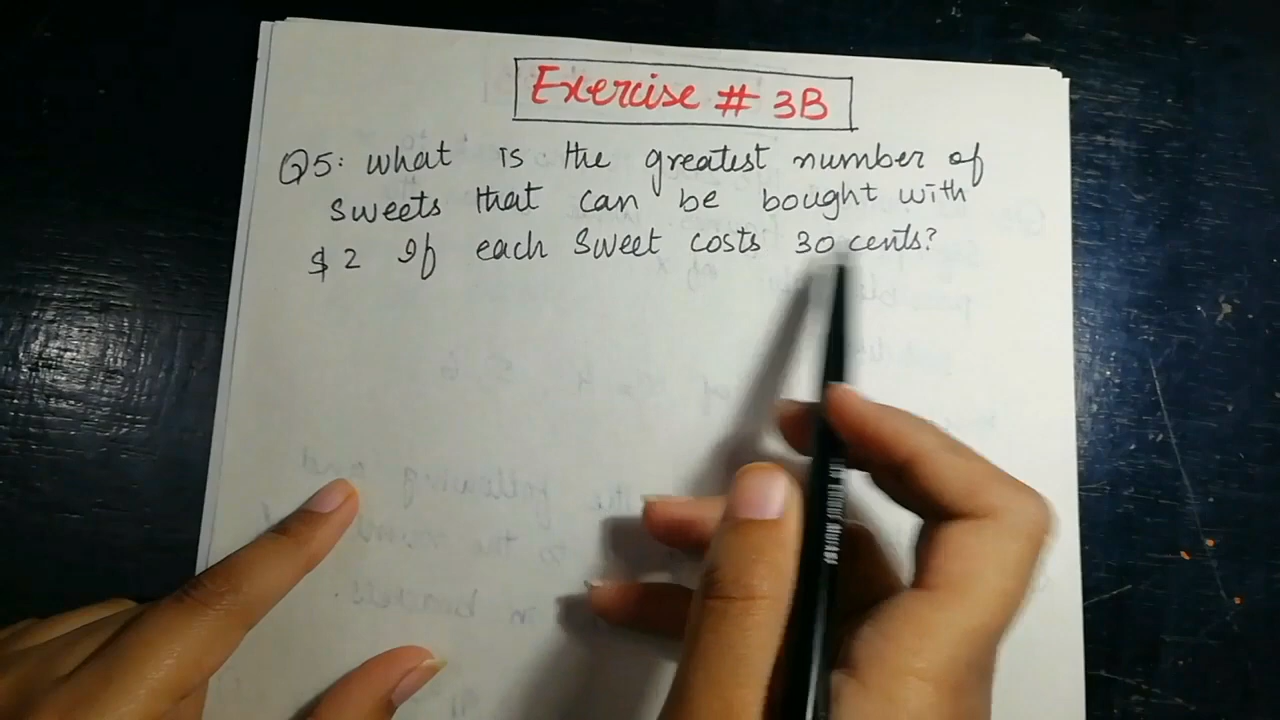 Exercise # 3B
Q5: what is the greatest number of
sweets that can be bought with
$ 2 If each sweet costs 30 cents?